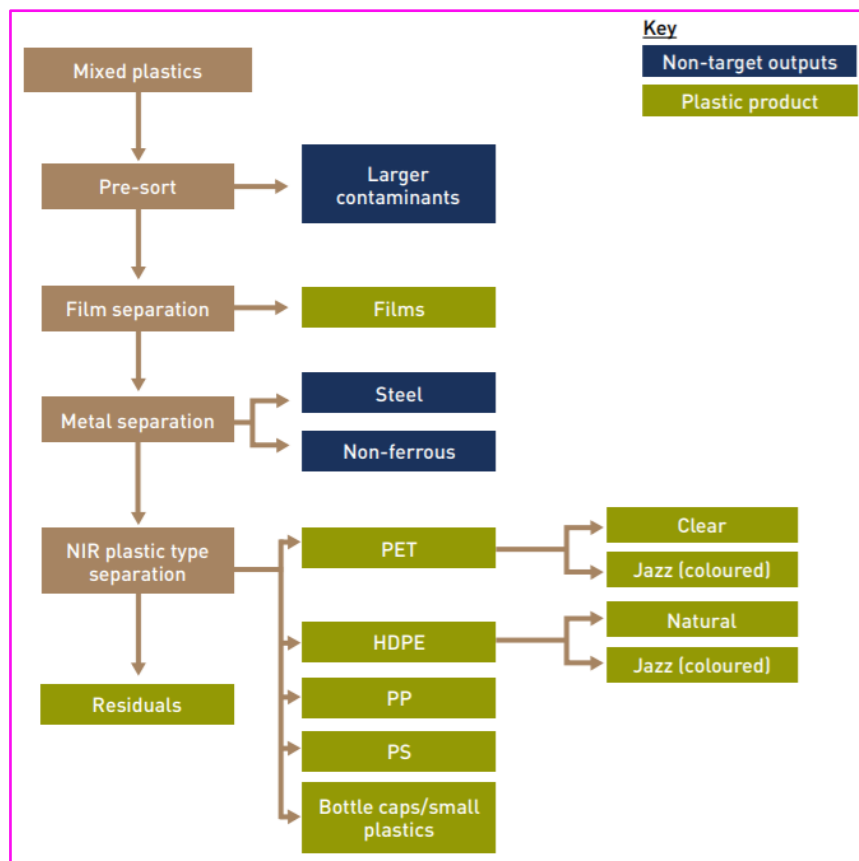 Key
Non-target outputs
Plastic product
Mixed plastics
Pre-sort
Larger
contaminants
Film separation
Films
Metal separation
Steel
Non-ferrous
NIR plastic type
separation
PET
Clear
Jazz (coloured)
HDPE
Natural
Jazz (coloured)
Residuals
PP
PS
Bottle caps/small
plastics